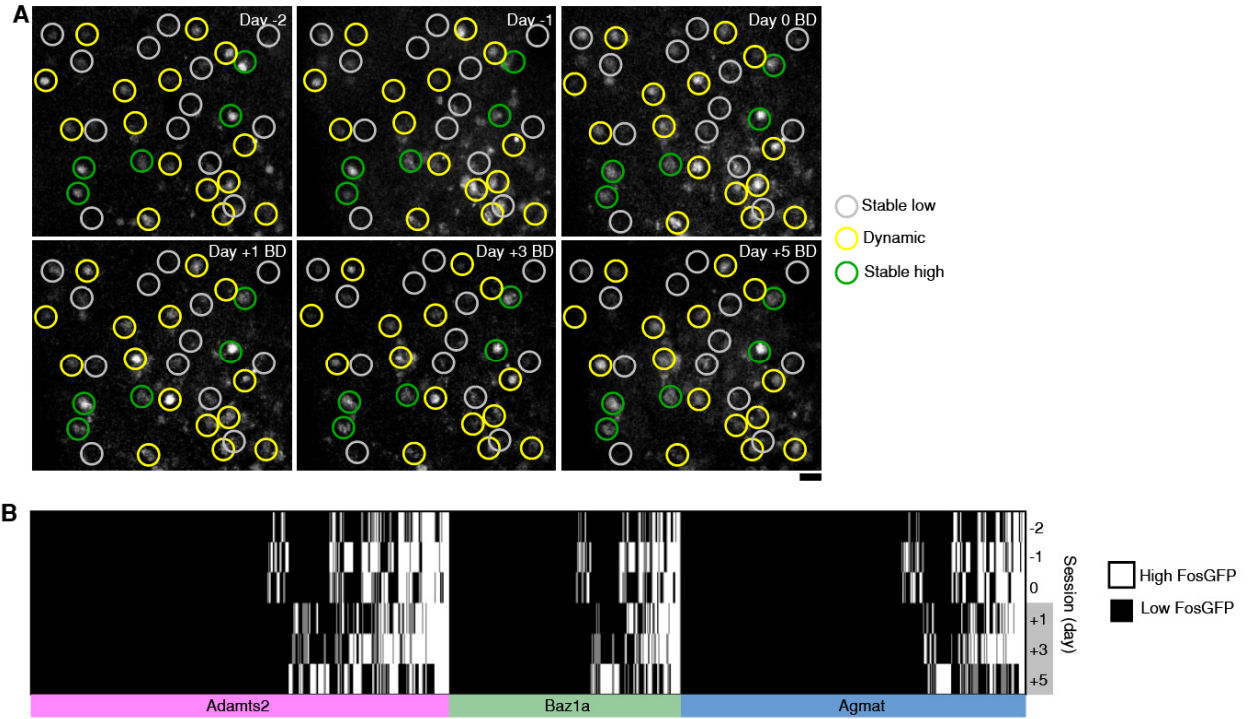 A
Day -2
Day -1
Day 0 BD
Day +1 BD
Day +3 BD
Day +5 BD
Stable low
Dynamic
Stable high
B
-2
-1
0
+1
+3
+5
Session (day)
High FosGFP
Low FosGFP
Adamts2
Baz1a
Agmat